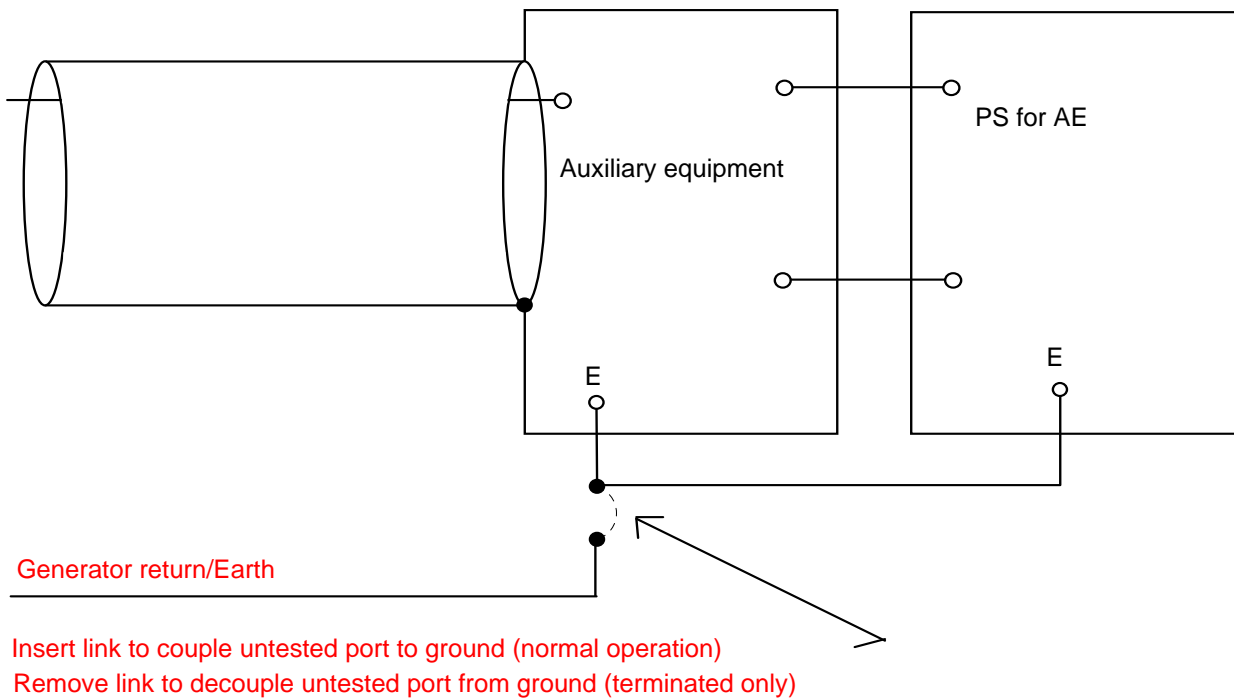 PS for AE
Auxiliary equipment
E
E
Generator return/Earth
Insert link to couple untested port to ground (normal operation)
Remove link to decouple untested port from ground (terminated only)